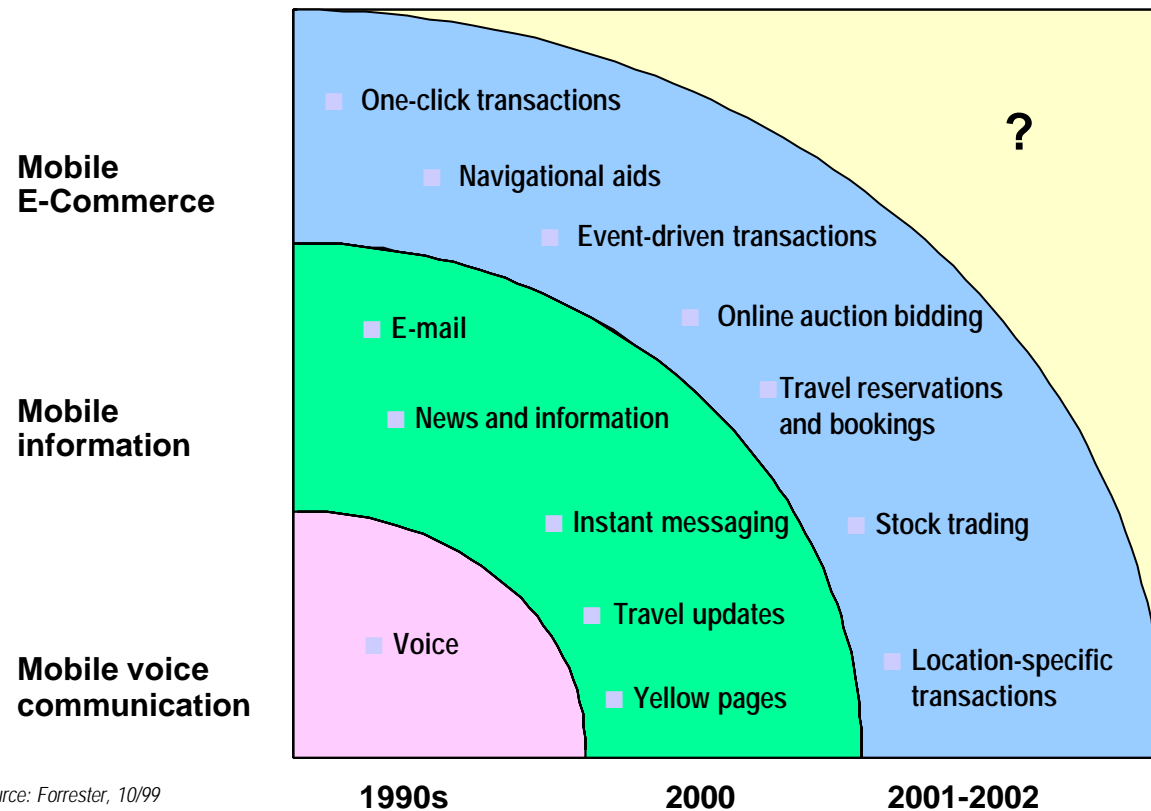 One-click transactions
?
Mobile
E-Commerce
Navigational aids
Event-driven transactions
Online auction bidding
E-mail
Travel reservations
and bookings
Mobile
information
News and information
Instant messaging
Stock trading
Travel updates
Voice
Mobile voice
communication
Location-specific
transactions
Yellow pages
urce: Forrester, 10/99
1990s
2000
2001-2002